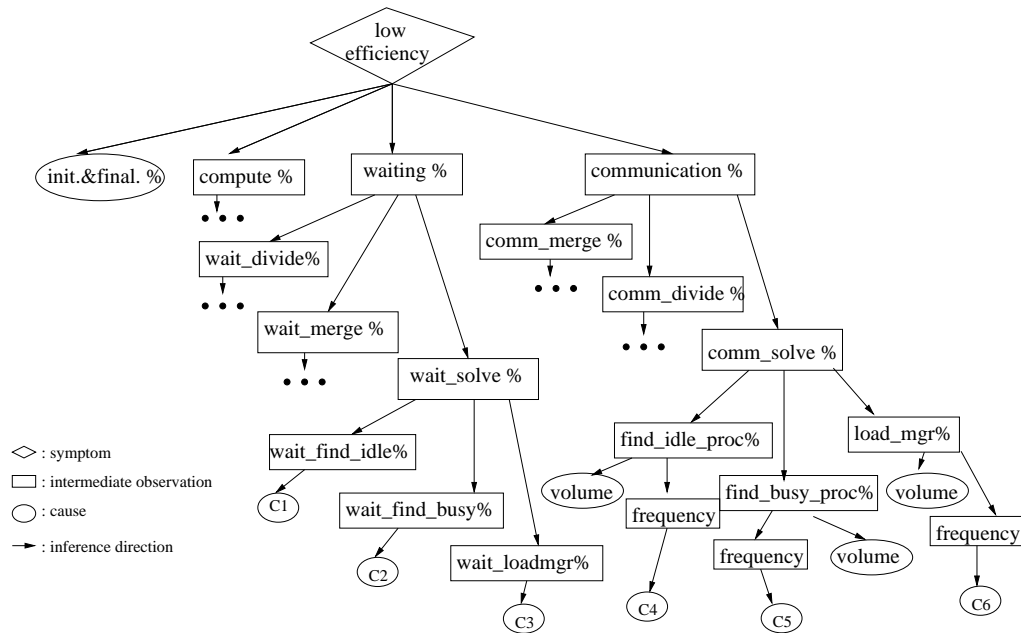 low
efficiency
init.&final. %
compute %
waiting %
communication %
wait_divide%
comm_merge %
comm_divide %
wait_merge %
comm_solve %
wait_solve %
wait_find_idle%
find_idle_proc%
load_mgr%
C1
volume
find_busy_proc%
volume
wait_find_busy%
frequency
frequency
volume
frequency
C2
wait_loadmgr%
C3
C4
C5
C6
: symptom
: intermediate observation
: cause
: inference direction